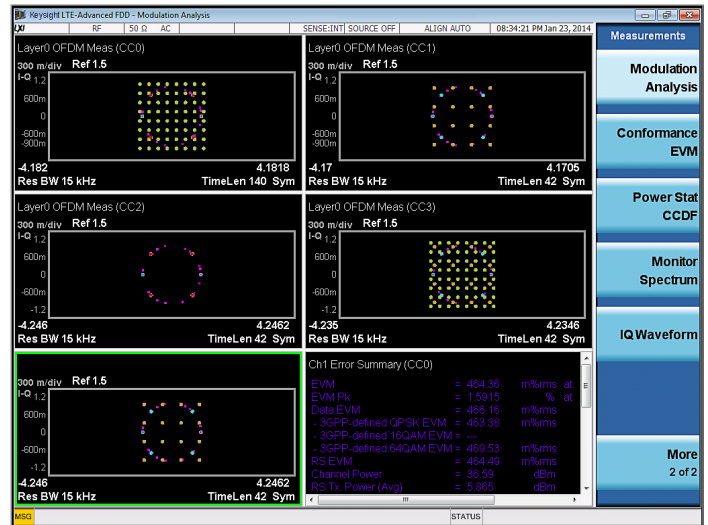 Keysight LTE-Advanced FDD - Modulation Analysis
LXI RF 50 Ω AC SENSE:INT SOURCE OFF ALIGN AUTO 08:34:21 PM Jan 23, 2014
Layer0 OFDM Meas (CC0)
300 m/div Ref 1.5
I-Q
1.2
600m
0
-600m
-900m
-4.182 4.1818
Res BW 15 kHz TimeLen 140 Sym
Layer0 OFDM Meas (CC1)
300 m/div Ref 1.5
I-Q
1.2
600m
0
-600m
-900m
-4.17 4.1705
Res BW 15 kHz TimeLen 42 Sym
Layer0 OFDM Meas (CC2)
300 m/div Ref 1.5
I-Q
1.2
600m
0
-600m
-1.2
-4.246 4.2462
Res BW 15 kHz TimeLen 42 Sym
Layer0 OFDM Meas (CC3)
300 m/div Ref 1.5
I-Q
1.2
600m
0
-600m
-1.2
-4.235 4.2346
Res BW 15 kHz TimeLen 42 Sym
300 m/div Ref 1.5
I-Q
1.2
600m
0
-600m
-1.2
-4.246 4.2462
Res BW 15 kHz TimeLen 42 Sym
Ch1 Error Summary (CC0)
EVM = 464.36 m%rms at
EVM Pk = 1.5915 % at
Data EVM = 466.16 m%rms
- 3GPP-defined QPSK EVM = 463.38 m%rms
- 3GPP-defined 16QAM EVM = ---
- 3GPP-defined 64QAM EVM = 469.53 m%rms
RS EVM = 464.49 m%rms
Channel Power = 36.59 dBm
RS Tx. Power (Avg) = 5.865 dBm
Measurements
Modulation
Analysis
Conformance
EVM
Power Stat
CCDF
Monitor
Spectrum
IQ Waveform
More
2 of 2
MSG STATUS